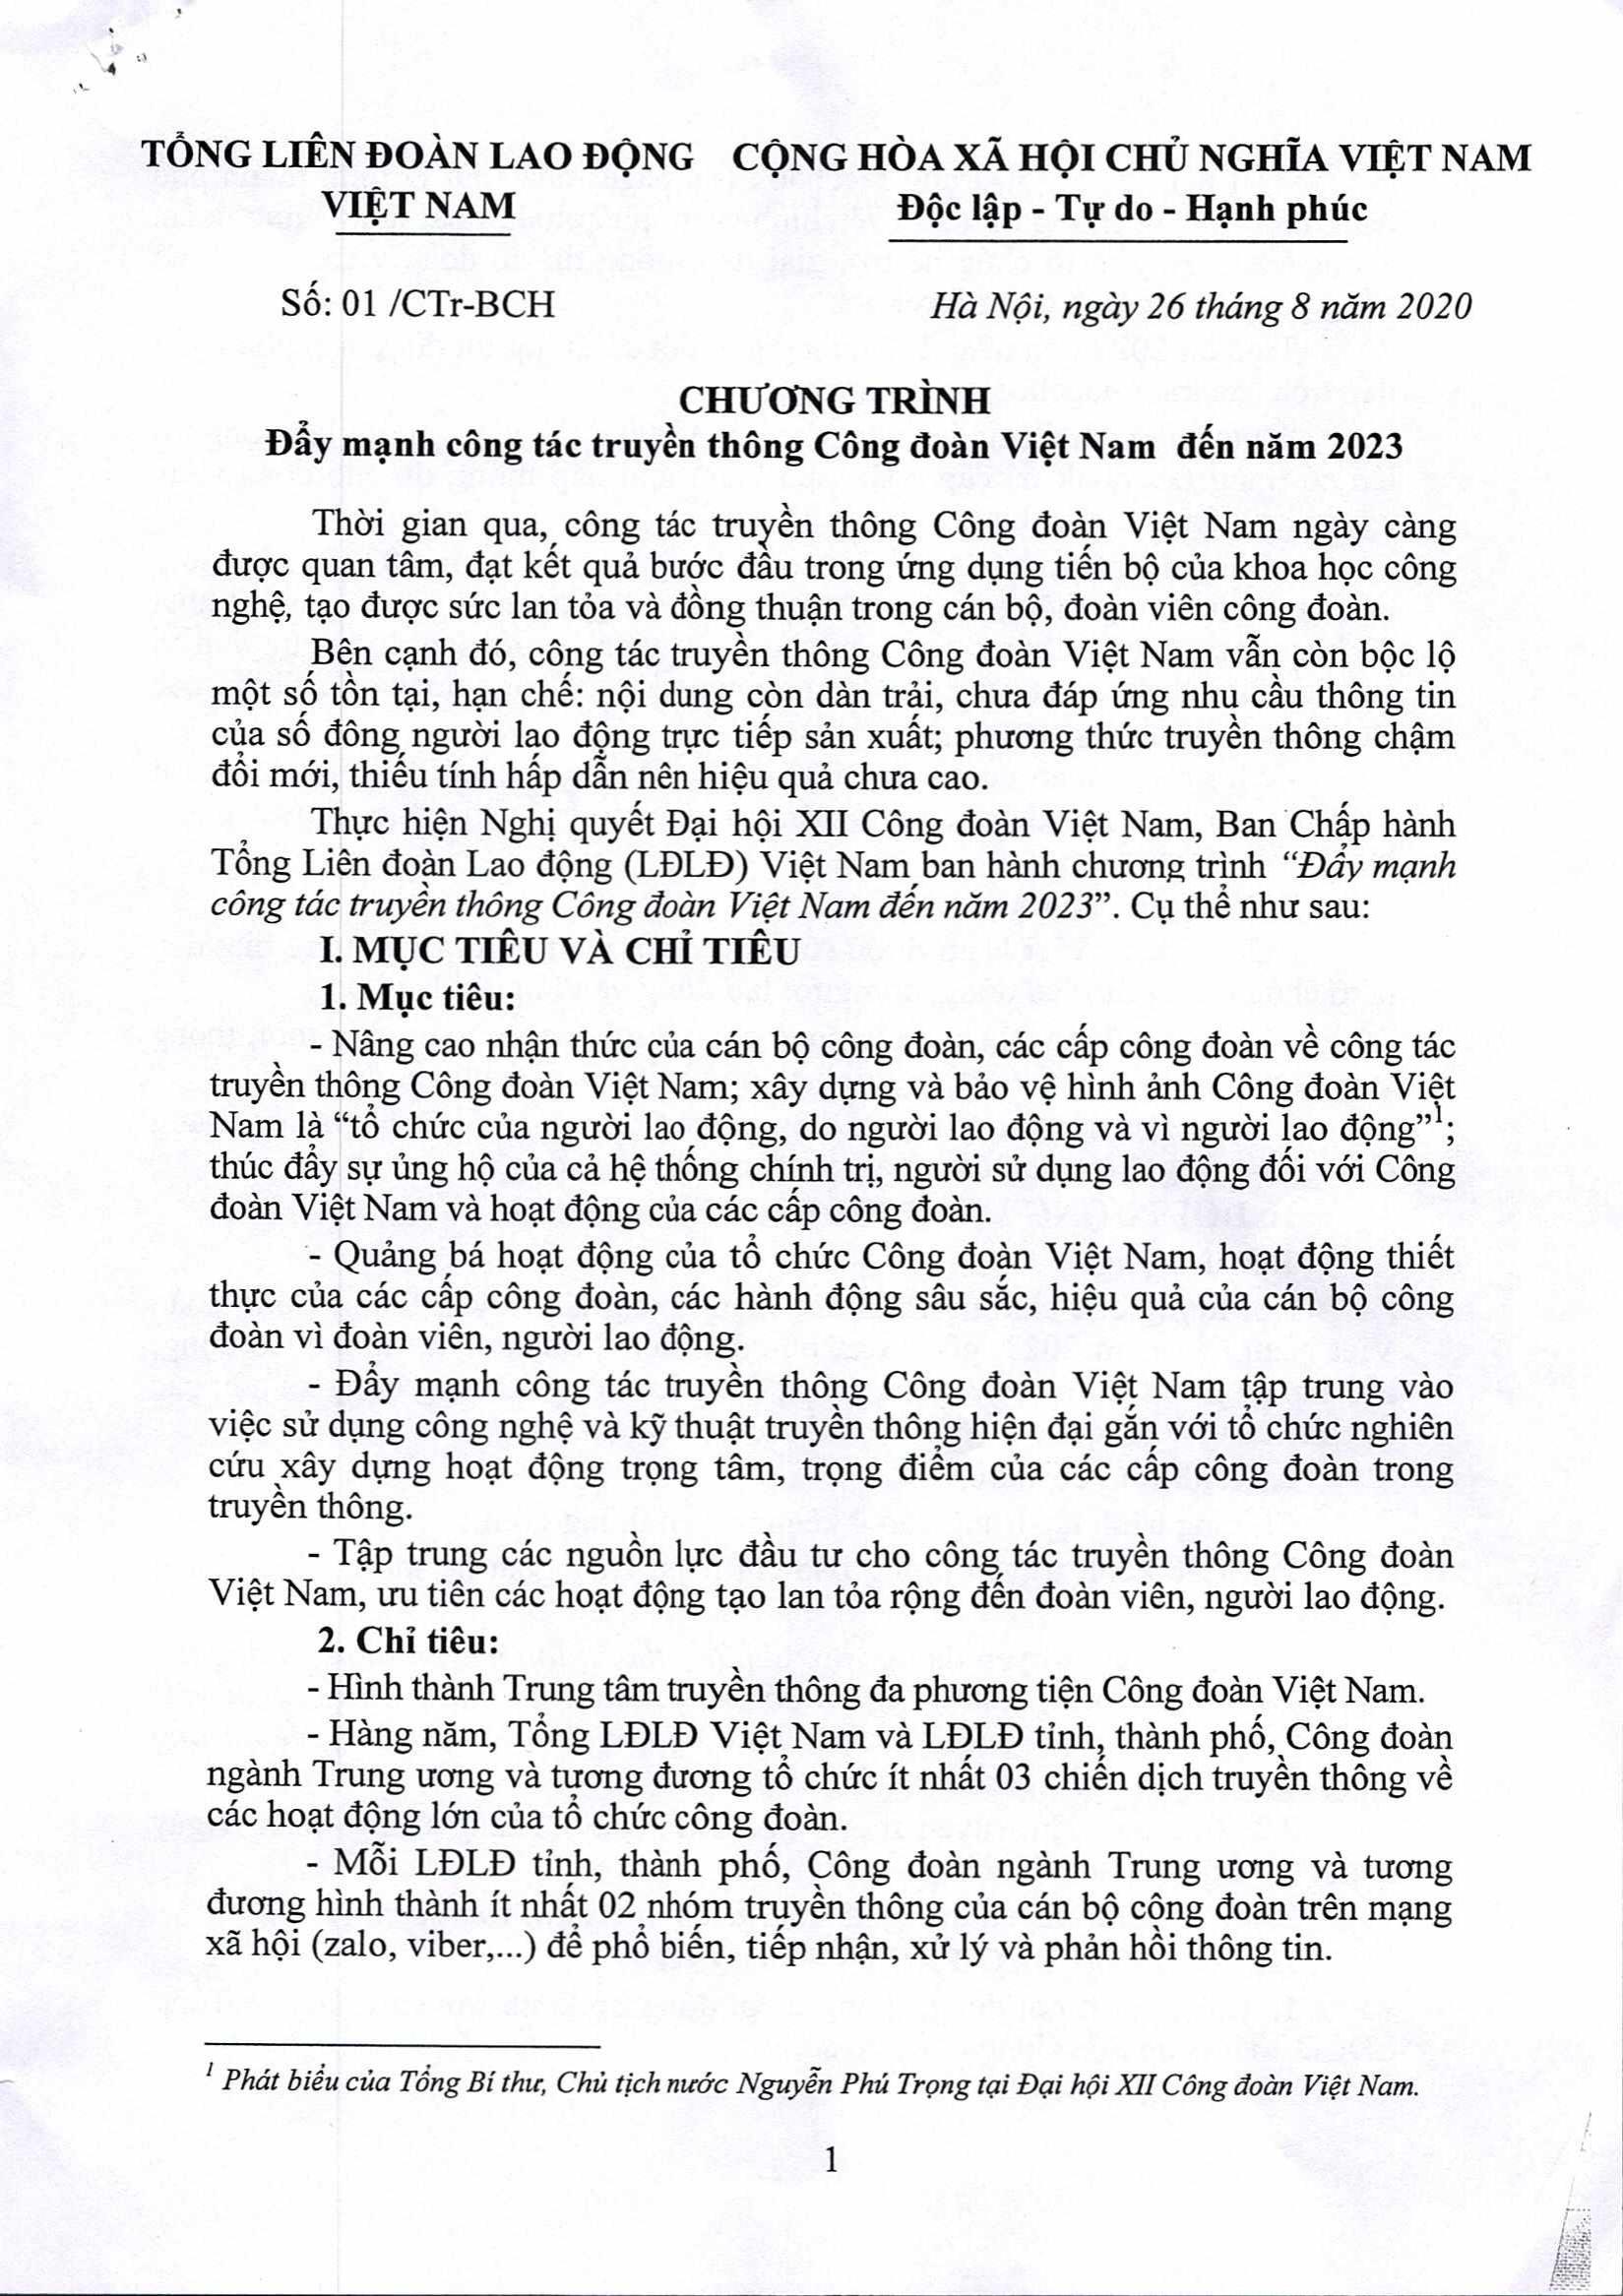 TỔNG LIÊN ĐOÀN LAO ĐỘNG
VIỆT NAM
CỘNG HÒA XÃ HỘI CHỦ NGHĨA VIỆT NAM
Độc lập - Tự do - Hạnh phúc
Số: 01 /CTr-BCH
Hà Nội, ngày 26 tháng 8 năm 2020
CHƯƠNG TRÌNH
Đẩy mạnh công tác truyền thông Công đoàn Việt Nam đến năm 2023
Thời gian qua, công tác truyền thông Công đoàn Việt Nam ngày càng
được quan tâm, đạt kết quả bước đầu trong ứng dụng tiến bộ của khoa học công
nghệ, tạo được sức lan tỏa và đồng thuận trong cán bộ, đoàn viên công đoàn.
Bên cạnh đó, công tác truyền thông Công đoàn Việt Nam vẫn còn bộc lộ
một số tồn tại, hạn chế: nội dung còn dàn trải, chưa đáp ứng nhu cầu thông tin
của số đông người lao động trực tiếp sản xuất; phương thức truyền thông chậm
đổi mới, thiếu tính hấp dẫn nên hiệu quả chưa cao.
Thực hiện Nghị quyết Đại hội XII Công đoàn Việt Nam, Ban Chấp hành
Tổng Liên đoàn Lao động (LĐLĐ) Việt Nam ban hành chương trình “Đẩy mạnh
công tác truyền thông Công đoàn Việt Nam đến năm 2023”. Cụ thể như sau:
I. MỤC TIÊU VÀ CHỈ TIÊU
1. Mục tiêu:
- Nâng cao nhận thức của cán bộ công đoàn, các cấp công đoàn về công tác
truyền thông Công đoàn Việt Nam; xây dựng và bảo vệ hình ảnh Công đoàn Việt
Nam là “tổ chức của người lao động, do người lao động và vì người lao động”¹;
thúc đẩy sự ủng hộ của cả hệ thống chính trị, người sử dụng lao động đối với Công
đoàn Việt Nam và hoạt động của các cấp công đoàn.
- Quảng bá hoạt động của tổ chức Công đoàn Việt Nam, hoạt động thiết
thực của các cấp công đoàn, các hành động sâu sắc, hiệu quả của cán bộ công
đoàn vì đoàn viên, người lao động.
- Đẩy mạnh công tác truyền thông Công đoàn Việt Nam tập trung vào
việc sử dụng công nghệ và kỹ thuật truyền thông hiện đại gắn với tổ chức nghiên
cứu xây dựng hoạt động trọng tâm, trọng điểm của các cấp công đoàn trong
truyền thông.
- Tập trung các nguồn lực đầu tư cho công tác truyền thông Công đoàn
Việt Nam, ưu tiên các hoạt động tạo lan tỏa rộng đến đoàn viên, người lao động.
2. Chỉ tiêu:
- Hình thành Trung tâm truyền thông đa phương tiện Công đoàn Việt Nam.
- Hàng năm, Tổng LĐLĐ Việt Nam và LĐLĐ tỉnh, thành phố, Công đoàn
ngành Trung ương và tương đương tổ chức ít nhất 03 chiến dịch truyền thông về
các hoạt động lớn của tổ chức công đoàn.
- Mỗi LĐLĐ tỉnh, thành phố, Công đoàn ngành Trung ương và tương
đương hình thành ít nhất 02 nhóm truyền thông của cán bộ công đoàn trên mạng
xã hội (zalo, viber,...) để phổ biến, tiếp nhận, xử lý và phản hồi thông tin.
¹ Phát biểu của Tổng Bí thư, Chủ tịch nước Nguyễn Phú Trọng tại Đại hội XII Công đoàn Việt Nam.
1